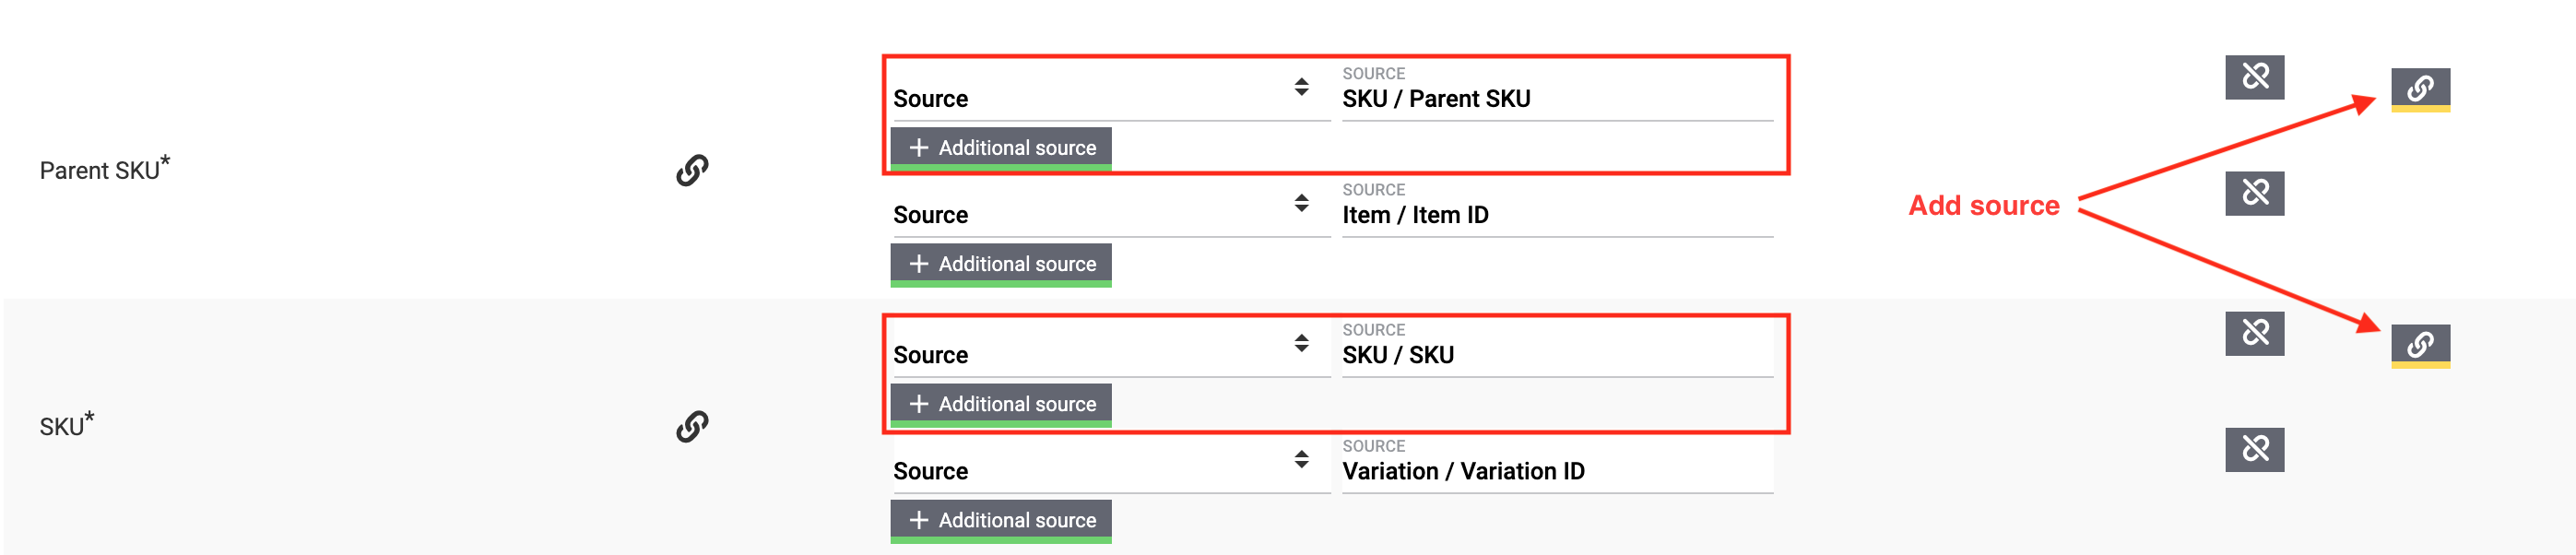 SOURCE
Source
SKU / Parent SKU
+ Additional source
Parent SKU*
SOURCE
Source
Item / Item ID
Add source
+ Additional source
SOURCE
Source
SKU / SKU
+ Additional source
SKU*
SOURCE
Source
Variation / Variation ID
+ Additional source